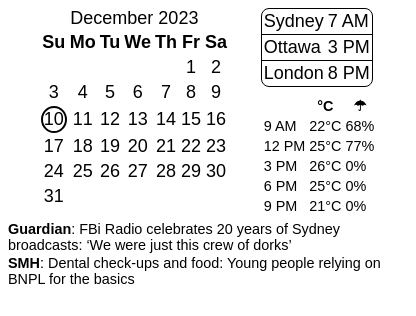 December 2023
Su Mo Tu We Th Fr Sa
1 2
3 4 5 6 7 8 9
10 11 12 13 14 15 16
17 18 19 20 21 22 23
24 25 26 27 28 29 30
31
Sydney 7 AM
Ottawa 3 PM
London 8 PM
°C ☂
9 AM 22°C 68%
12 PM 25°C 77%
3 PM 26°C 0%
6 PM 25°C 0%
9 PM 21°C 0%
Guardian: FBi Radio celebrates 20 years of Sydney
broadcasts: ‘We were just this crew of dorks’
SMH: Dental check-ups and food: Young people relying on
BNPL for the basics